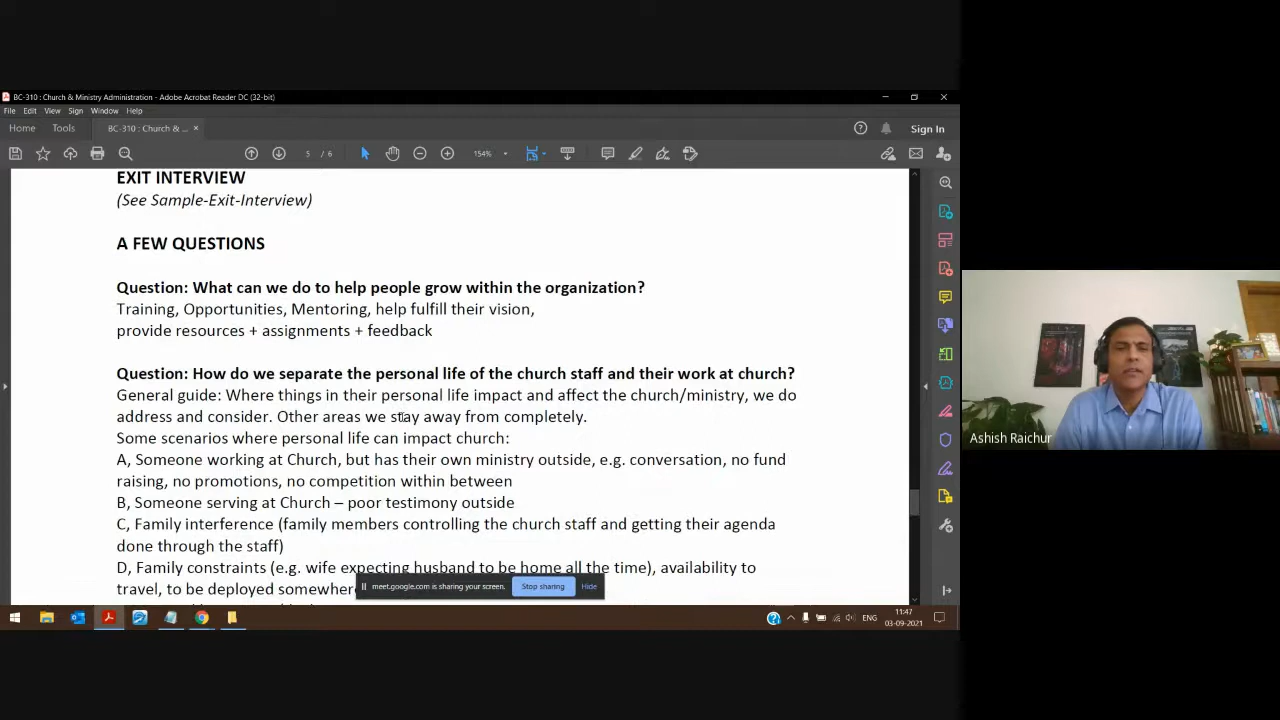 BC-310 : Church & Ministry Administration - Adobe Acrobat Reader DC (32-bit)
File Edit View Sign Window Help
Home Tools BC-310 : Church & ... × Sign In
5 / 6 154%
EXIT INTERVIEW
(See Sample-Exit-Interview)
A FEW QUESTIONS
Question: What can we do to help people grow within the organization?
Training, Opportunities, Mentoring, help fulfill their vision,
provide resources + assignments + feedback
Question: How do we separate the personal life of the church staff and their work at church?
General guide: Where things in their personal life impact and affect the church/ministry, we do
address and consider. Other areas we stay away from completely.
Some scenarios where personal life can impact church:
A, Someone working at Church, but has their own ministry outside, e.g. conversation, no fund
raising, no promotions, no competition within between
B, Someone serving at Church – poor testimony outside
C, Family interference (family members controlling the church staff and getting their agenda
done through the staff)
D, Family constraints (e.g. wife expecting husband to be home all the time), availability to
travel, to be deployed somewhere
meet.google.com is sharing your screen. Stop sharing Hide
ENG
11:47
03-09-2021
Ashish Raichur